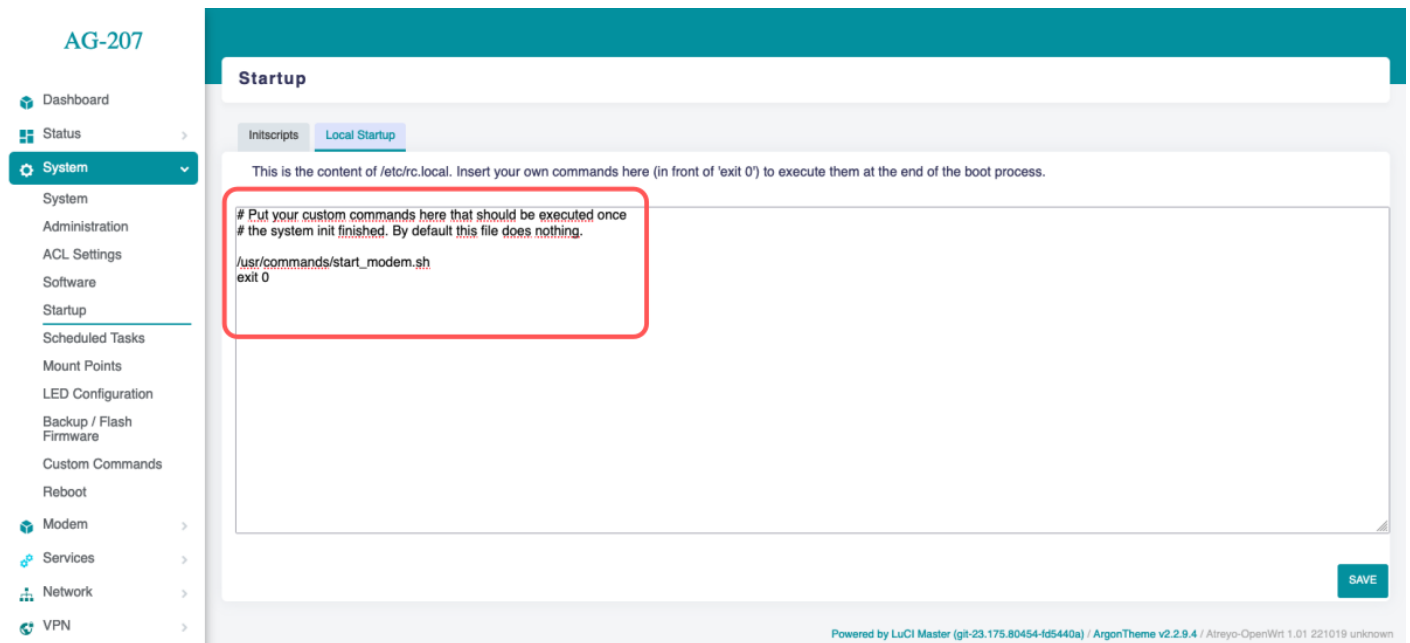 AG-207
Dashboard
Status
System
System
Administration
ACL Settings
Software
Startup
Scheduled Tasks
Mount Points
LED Configuration
Backup / Flash
Firmware
Custom Commands
Reboot
Modem
Services
Network
VPN
Startup
Initscripts
Local Startup
This is the content of /etc/rc.local. Insert your own commands here (in front of 'exit 0') to execute them at the end of the boot process.
# Put your custom commands here that should be executed once
# the system init finished. By default this file does nothing.
/usr/commands/start_modem.sh
exit 0
SAVE
Powered by LuCI Master (git-23.175.80454-fd5440a) / ArgonTheme v2.2.9.4 / Atreyo-OpenWrt 1.01 221019 unknown